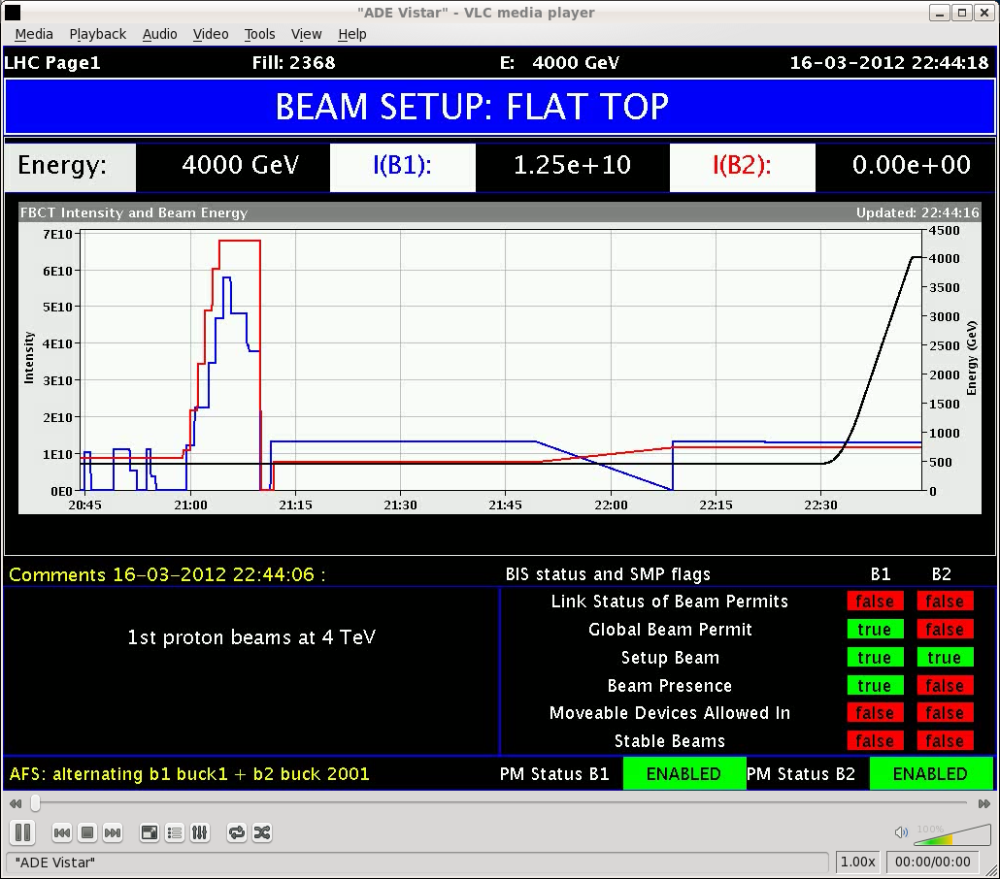 "ADE Vistar" - VLC media player
Media Playback Audio Video Tools View Help
LHC Page1 Fill: 2368 E: 4000 GeV 16-03-2012 22:44:18
BEAM SETUP: FLAT TOP
Energy: 4000 GeV I(B1): 1.25e+10 I(B2): 0.00e+00
FBCT Intensity and Beam Energy Updated: 22:44:16
7E10 4500
6E10 4000
5E10 3500
4E10 3000
3E10 2500
2E10 2000
1E10 1500
0E0 1000
500
0
Intensity
Energy (GeV)
20:45 21:00 21:15 21:30 21:45 22:00 22:15 22:30
Comments 16-03-2012 22:44:06 :
1st proton beams at 4 TeV
BIS status and SMP flags B1 B2
Link Status of Beam Permits false false
Global Beam Permit true false
Setup Beam true true
Beam Presence true false
Moveable Devices Allowed In false false
Stable Beams false false
AFS: alternating b1 buck1 + b2 buck 2001 PM Status B1 ENABLED PM Status B2 ENABLED
100%
"ADE Vistar" 1.00x 00:00/00:00